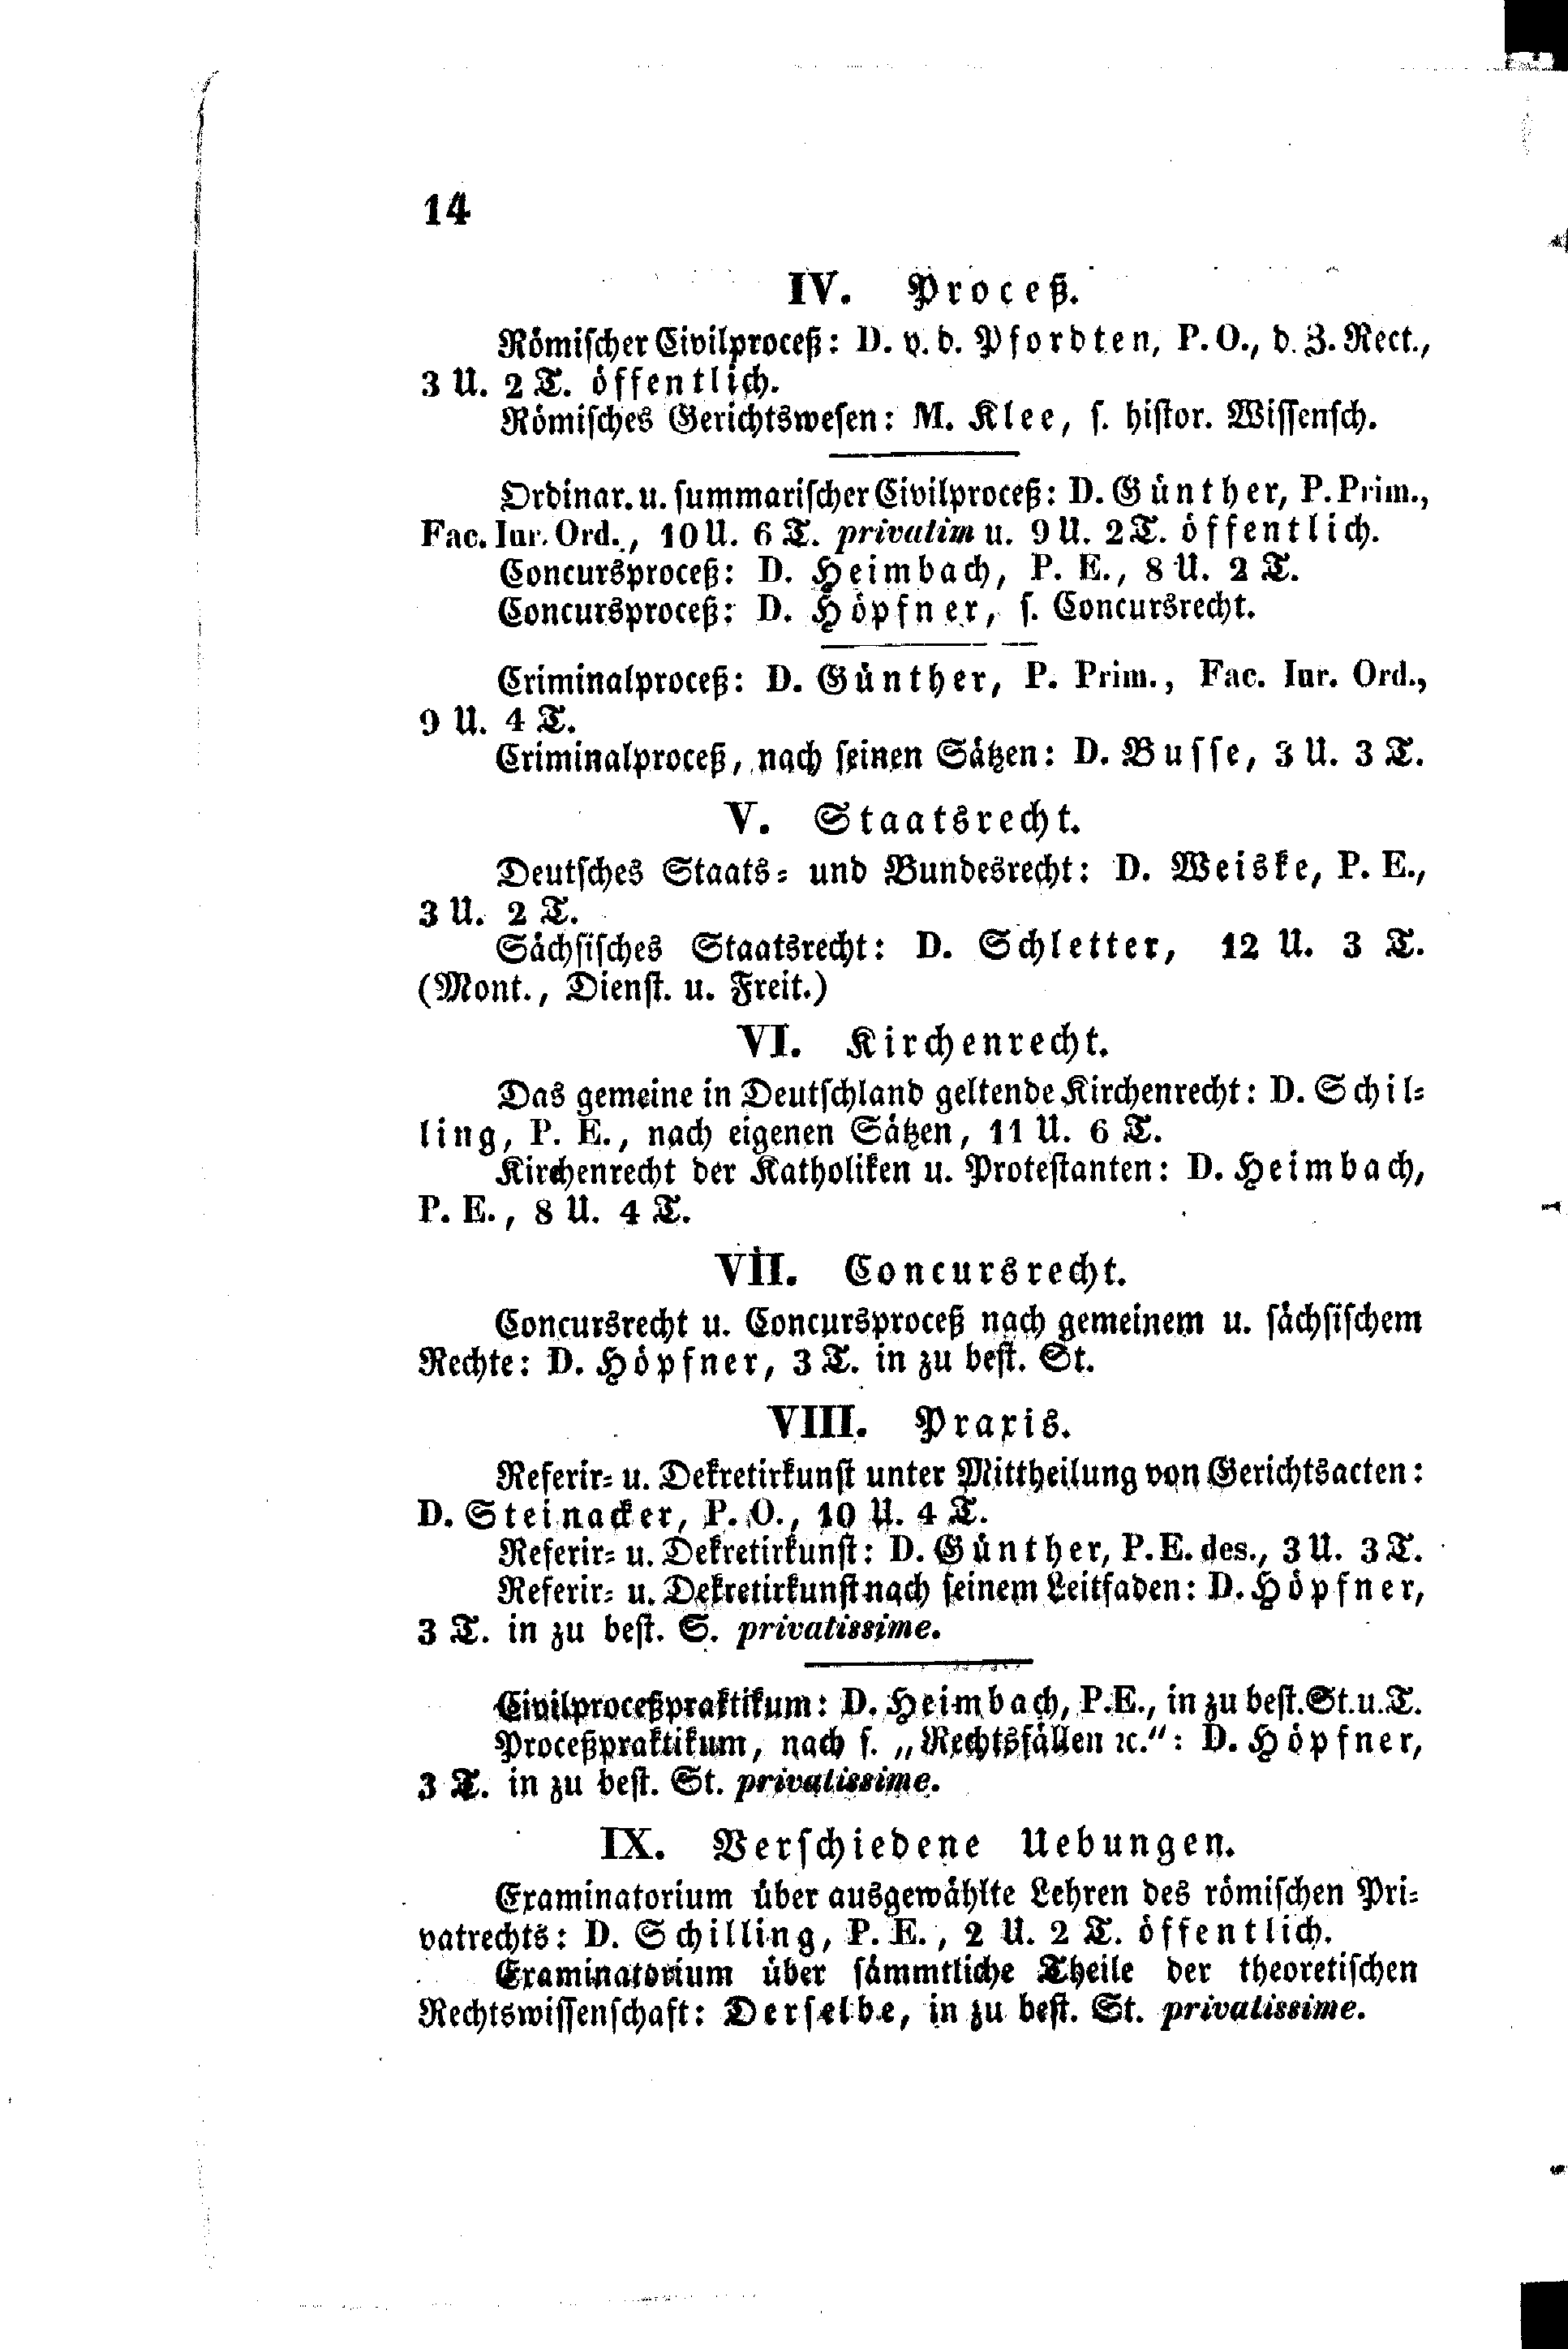 14
IV. Proceß.
Römischer Civilproceß: D. v. d. Pfordten, P. O., d. Z. Rect.,
3 U. 2 T. öffentlich.
Römisches Gerichtswesen: M. Klee, s. histor. Wissensch.
Ordinar. u. summarischer Civilproceß: D. Günther, P. Prim.,
Fac. Iur. Ord., 10 U. 6 T. privatim u. 9 U. 2 T. öffentlich.
Concursproceß: D. Heimbach, P. E., 8 U. 2 T.
Concursproceß: D. Höpfner, s. Concursrecht.
Criminalproceß: D. Günther, P. Prim., Fac. Iur. Ord.,
9 U. 4 T.
Criminalproceß, nach seinen Sätzen: D. Busse, 3 U. 3 T.
V. Staatsrecht.
Deutsches Staats- und Bundesrecht: D. Weiske, P. E.,
3 U. 2 T.
Sächsisches Staatsrecht: D. Schletter, 12 U. 3 T.
(Mont., Dienst. u. Freit.)
VI. Kirchenrecht.
Das gemeine in Deutschland geltende Kirchenrecht: D. Schil-
ling, P. E., nach eigenen Sätzen, 11 U. 6 T.
Kirchenrecht der Katholiken u. Protestanten: D. Heimbach,
P. E., 8 U. 4 T.
VII. Concursrecht.
Concursrecht u. Concursproceß nach gemeinem u. sächsischem
Rechte: D. Höpfner, 3 T. in zu best. St.
VIII. Praxis.
Referir- u. Dekretirkunst unter Mittheilung von Gerichtsacten:
D. Steinacker, P. O., 10 U. 4 T.
Referir- u. Dekretirkunst: D. Günther, P. E. des., 3 U. 3 T.
Referir- u. Dekretirkunst nach seinem Leitfaden: D. Höpfner,
3 T. in zu best. S. privatissime.
Civilproceßpraktikum: D. Heimbach, P. E., in zu best. St. u. T.
Proceßpraktikum, nach s. „Rechtsfällen ꝛc.“: D. Höpfner,
3 T. in zu best. St. privatissime.
IX. Verschiedene Uebungen.
Examinatorium über ausgewählte Lehren des römischen Pri-
vatrechts: D. Schilling, P. E., 2 U. 2 T. öffentlich.
Examinatorium über sämmtliche Theile der theoretischen
Rechtswissenschaft: Derselbe, in zu best. St. privatissime.